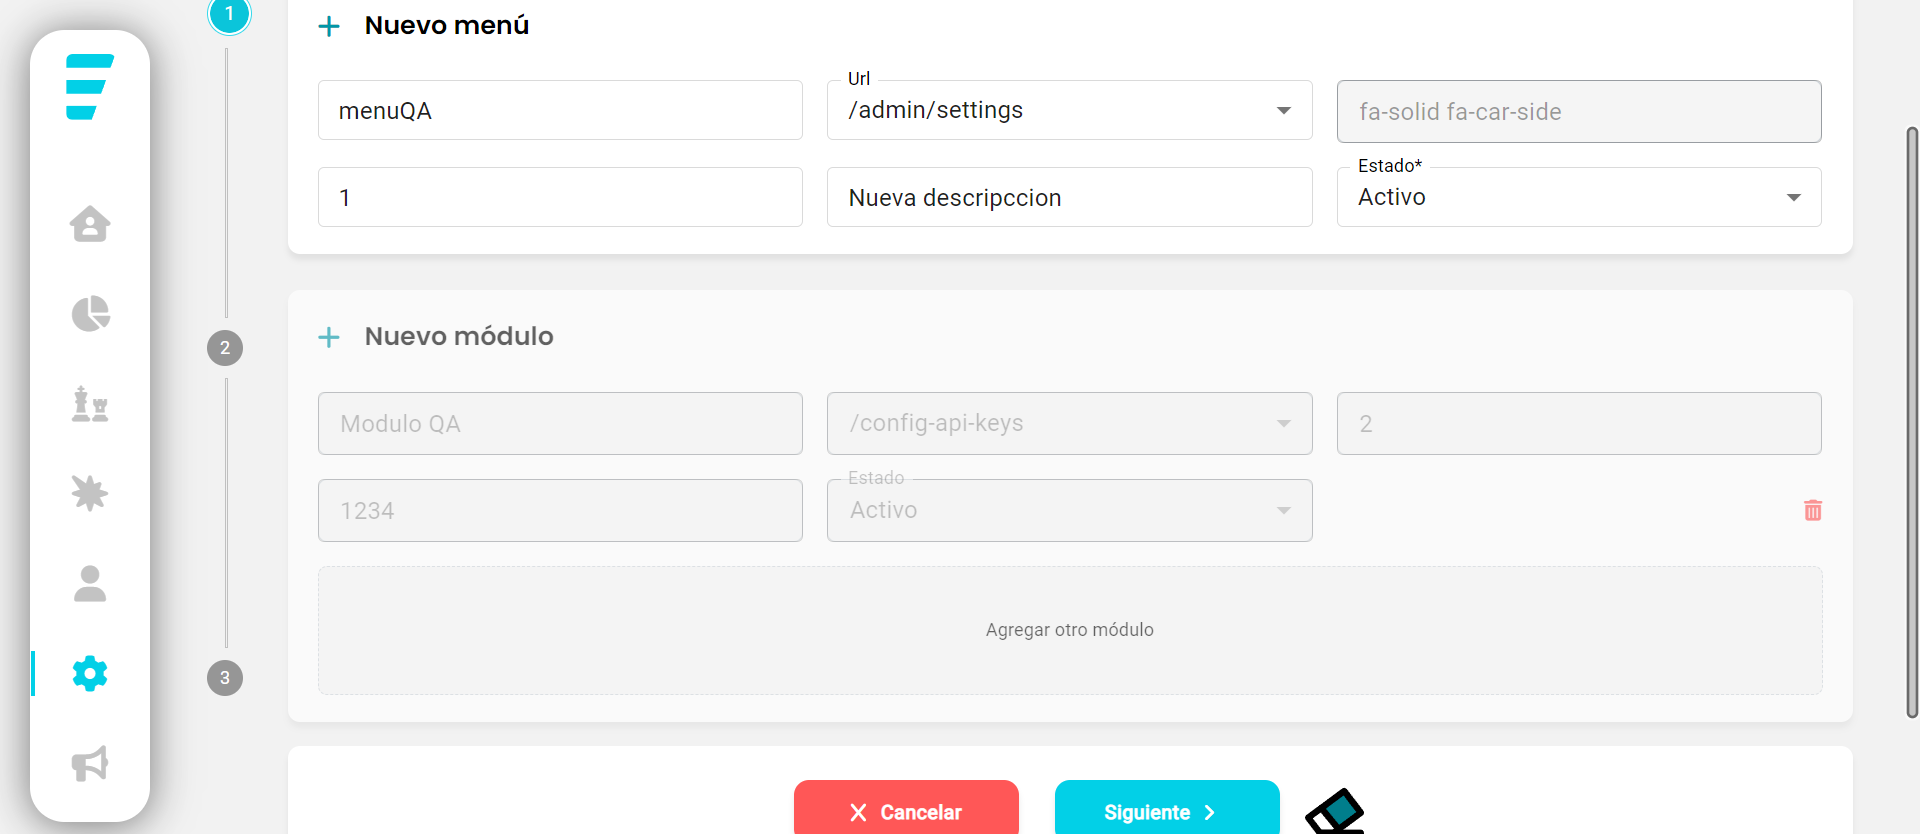 1
Nuevo menú
menuQA
Url
/admin/settings
fa-solid fa-car-side
1
Nueva descripccion
Estado*
Activo
2
Nuevo módulo
Modulo QA
/config-api-keys
2
1234
Estado
Activo
Agregar otro módulo
3
Cancelar
Siguiente